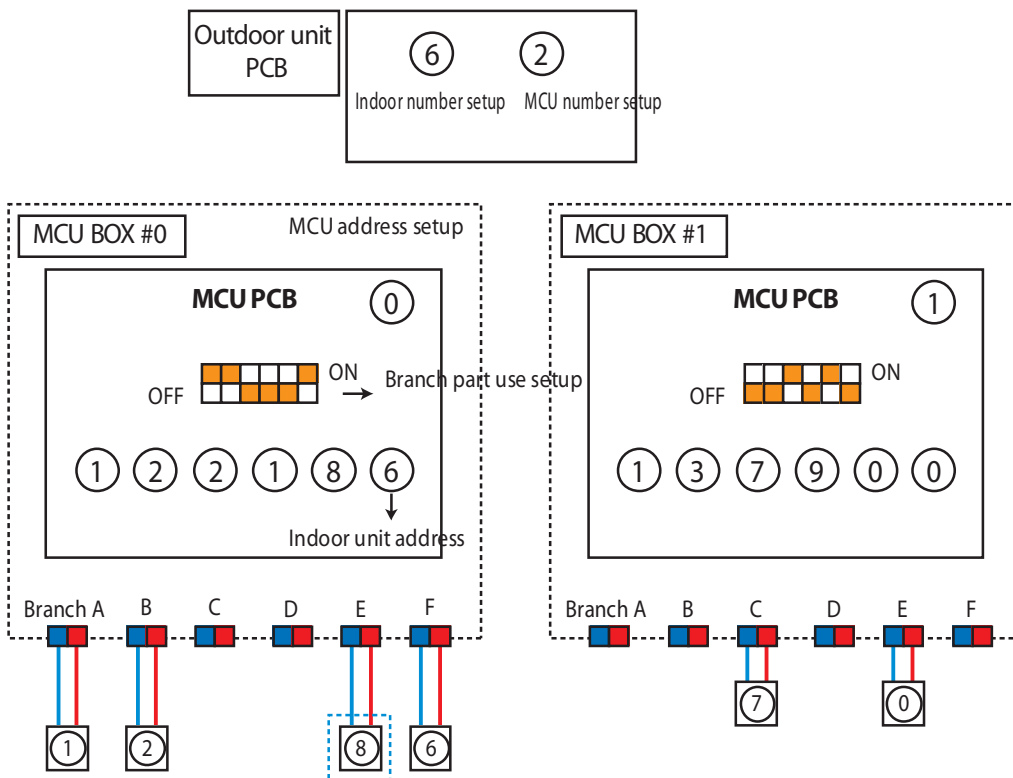 Outdoor unit
PCB
6 2
Indoor number setup MCU number setup
MCU BOX #0 MCU address setup
MCU PCB 0
ON
OFF
Branch part use setup
1 2 2 1 8 6
Indoor unit address
Branch A B C D E F
1 2 8 6
MCU BOX #1
MCU PCB 1
ON
OFF
1 3 7 9 0 0
Branch A B C D E F
7 0